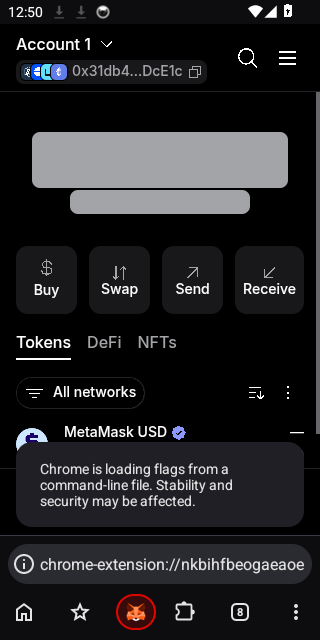 12:50
Account 1
0x31db4...DcE1c
Buy
Swap
Send
Receive
Tokens DeFi NFTs
All networks
MetaMask USD
Chrome is loading flags from a
command-line file. Stability and
security may be affected.
chrome-extension://nkbihfbeogaeaoe
8